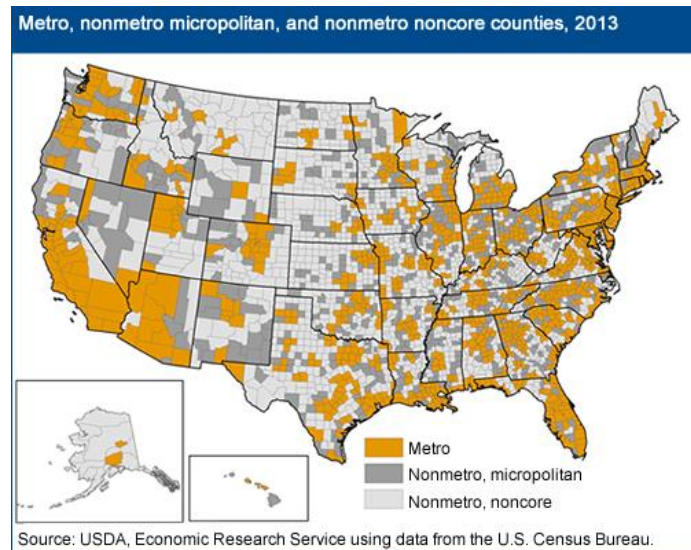 Metro, nonmetro micropolitan, and nonmetro noncore counties, 2013
Metro
Nonmetro, micropolitan
Nonmetro, noncore
Source: USDA, Economic Research Service using data from the U.S. Census Bureau.